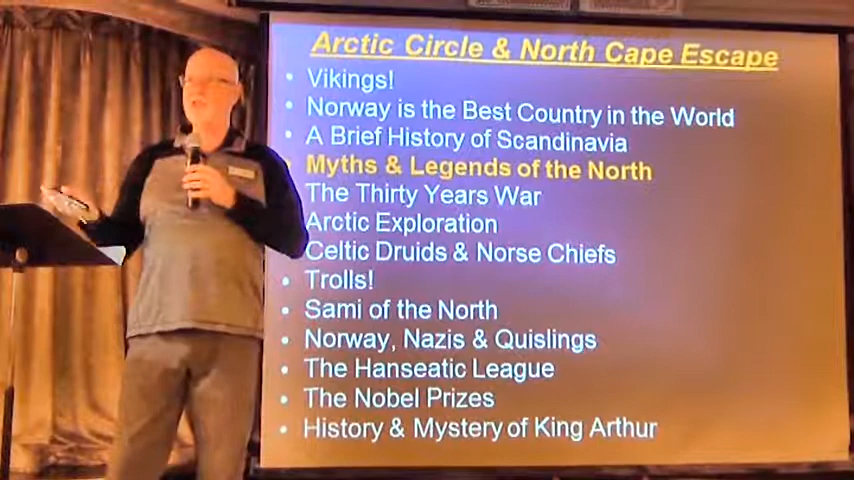 Arctic Circle & North Cape Escape
• Vikings!
• Norway is the Best Country in the World
• A Brief History of Scandinavia
Myths & Legends of the North
The Thirty Years War
Arctic Exploration
Celtic Druids & Norse Chiefs
• Trolls!
• Sami of the North
• Norway, Nazis & Quislings
• The Hanseatic League
• The Nobel Prizes
• History & Mystery of King Arthur